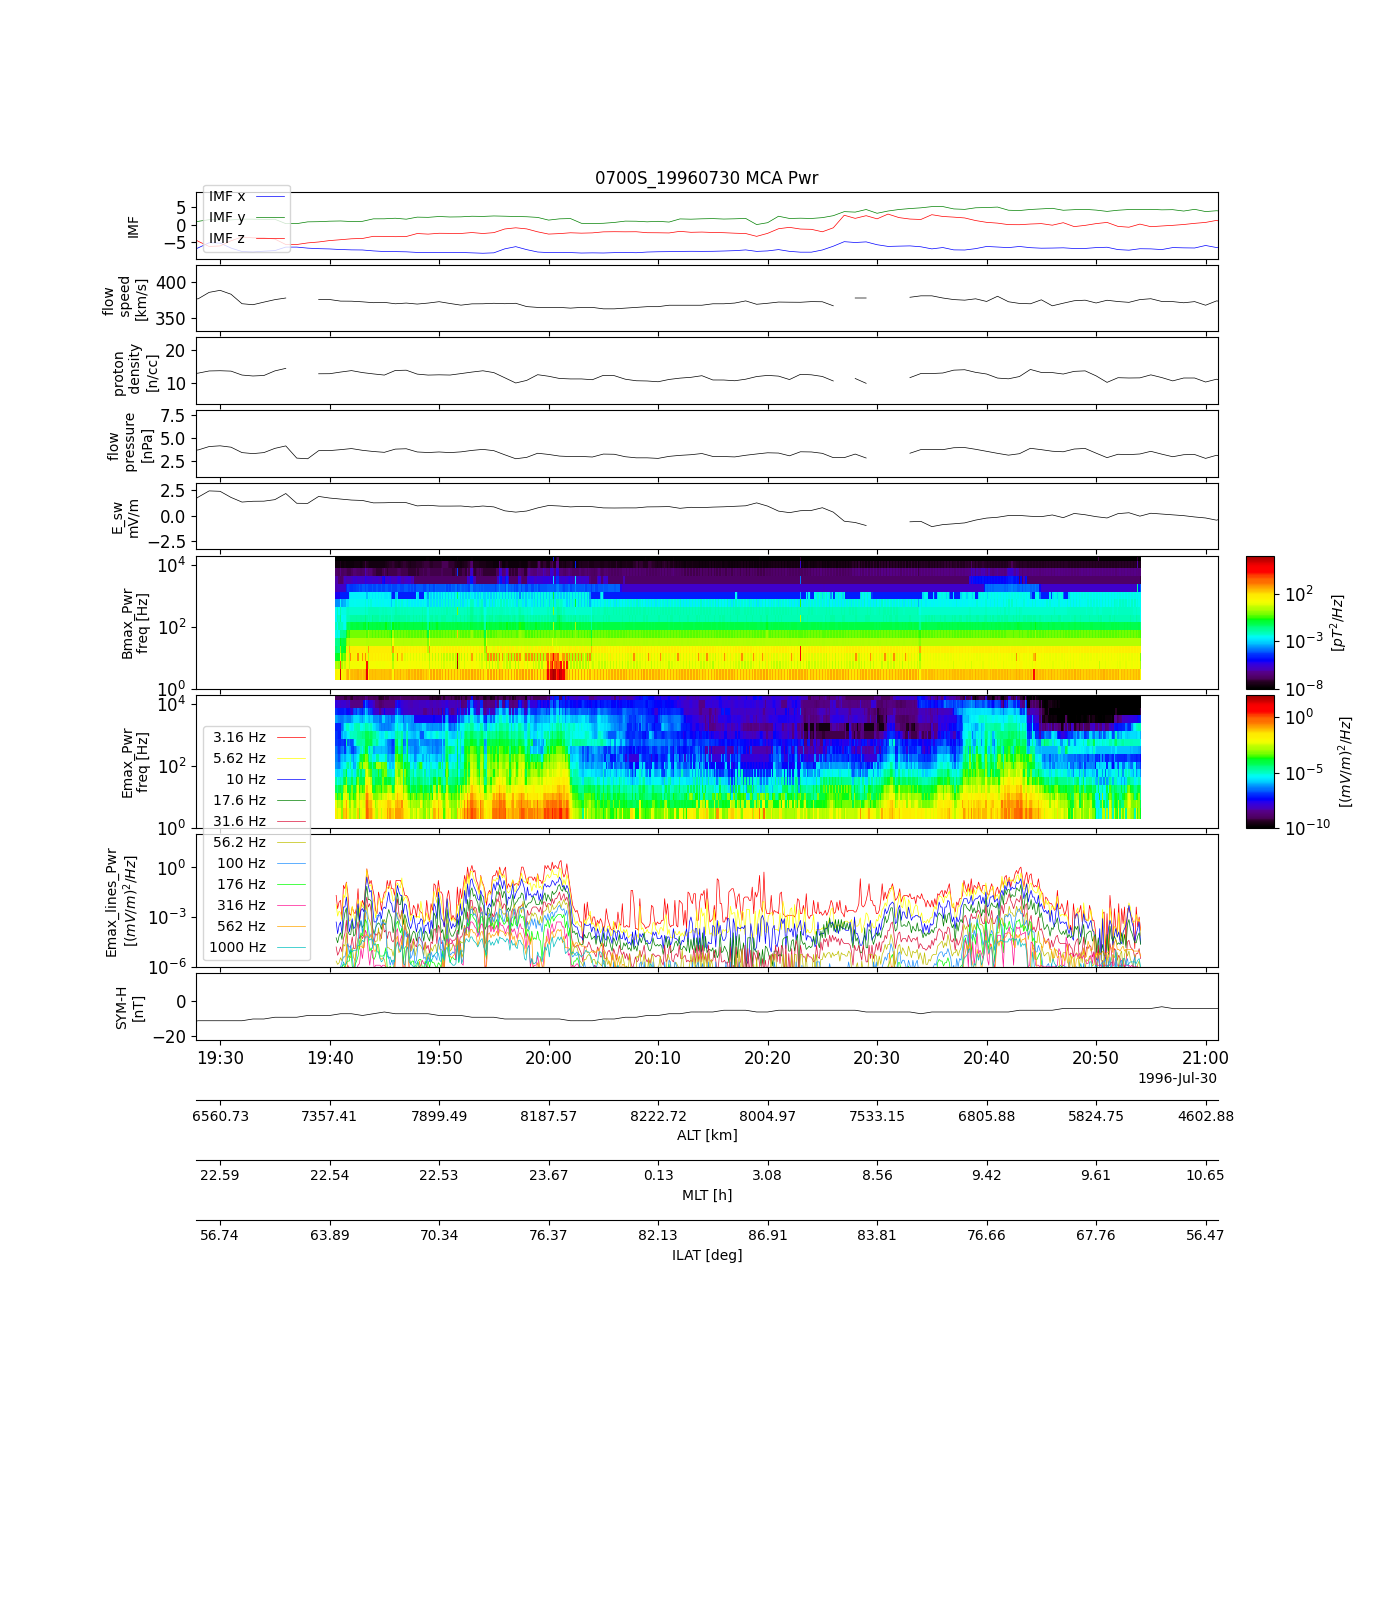 0700S_19960730 MCA Pwr
IMF
5
0
−5
IMF x
IMF y
IMF z
flow
speed
[km/s]
400
350
proton
density
[n/cc]
20
10
flow
pressure
[nPa]
7.5
5.0
2.5
E_sw
mV/m
2.5
0.0
−2.5
Bmax_Pwr
freq [Hz]
10^4
10^2
10^0
10^2
10^−3
10^−8
[pT^2/Hz]
Emax_Pwr
freq [Hz]
10^4
10^2
10^0
10^0
10^−5
10^−10
[(mV/m)^2/Hz]
3.16 Hz
5.62 Hz
10 Hz
17.6 Hz
31.6 Hz
56.2 Hz
100 Hz
176 Hz
316 Hz
562 Hz
1000 Hz
Emax_lines_Pwr
[(mV/m)^2/Hz]
10^0
10^−3
10^−6
SYM-H
[nT]
0
−20
19:30 19:40 19:50 20:00 20:10 20:20 20:30 20:40 20:50 21:00
1996-Jul-30
6560.73 7357.41 7899.49 8187.57 8222.72 8004.97 7533.15 6805.88 5824.75 4602.88
ALT [km]
22.59 22.54 22.53 23.67 0.13 3.08 8.56 9.42 9.61 10.65
MLT [h]
56.74 63.89 70.34 76.37 82.13 86.91 83.81 76.66 67.76 56.47
ILAT [deg]